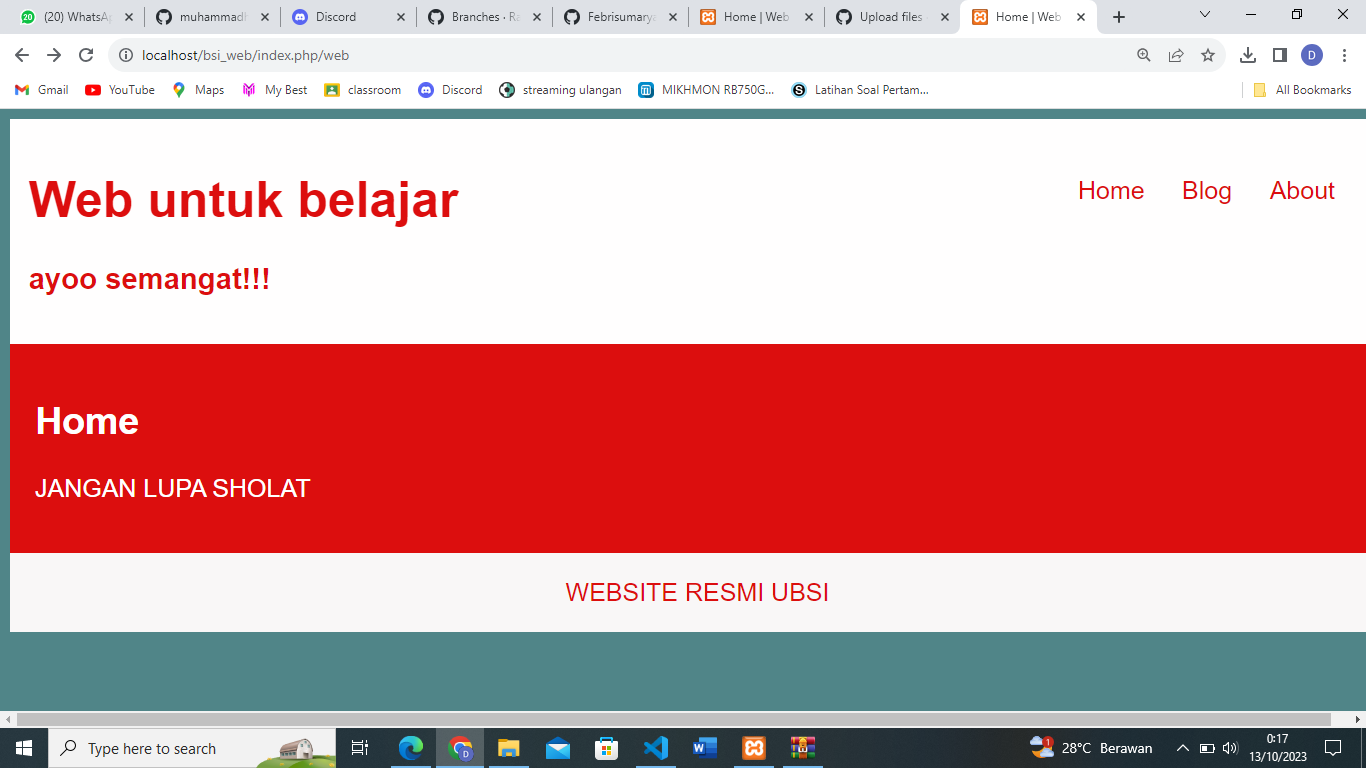 (20) WhatsA
muhammadh
Discord
Branches · Ra
Febrisumarya
Home | Web
Upload files
Home | Web
localhost/bsi_web/index.php/web
D
Gmail
YouTube
Maps
My Best
classroom
Discord
streaming ulangan
MIKHMON RB750G...
Latihan Soal Pertam...
All Bookmarks
Web untuk belajar
Home
Blog
About
ayoo semangat!!!
Home
JANGAN LUPA SHOLAT
WEBSITE RESMI UBSI
Type here to search
28°C Berawan
0:17
13/10/2023